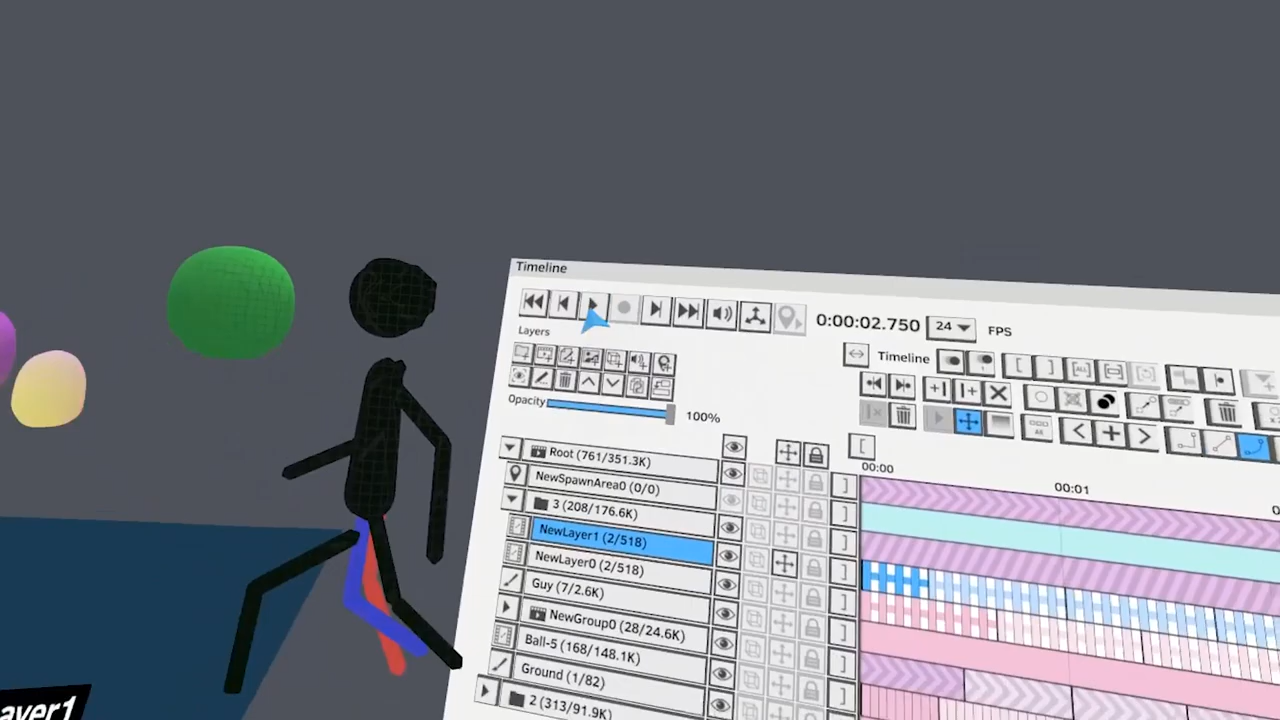 Timeline
0:00:02.750
24
FPS
Layers
Timeline
Opacity
100%
00:00
00:01
Root (761/351.3K)
NewSpawnArea0 (0/0)
3 (208/176.6K)
NewLayer1 (2/518)
NewLayer0 (2/518)
Guy (7/2.6K)
NewGroup0 (28/24.6K)
Ball-5 (168/148.1K)
Ground (1/82)
2 (313/91.9K)
ayer1